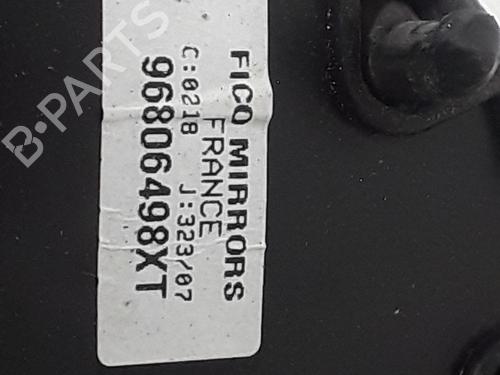 FICO MIRRORS
FRANCE
C:0218 J:323/07
96806498XT
B-PARTS